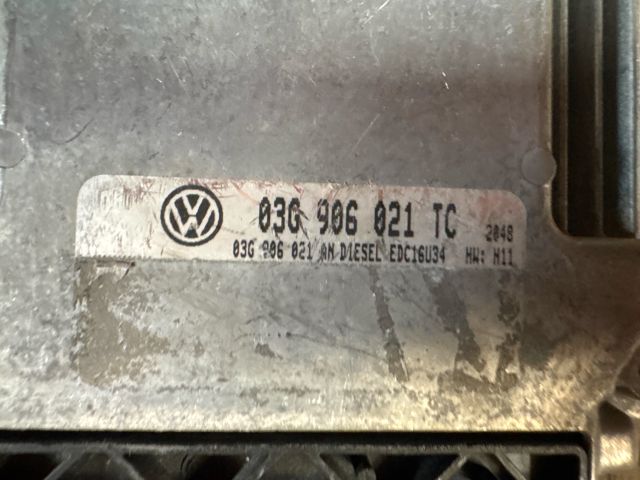 03G 906 021 TC 2048
03G 906 021 AN DIESEL EDC16U34 HW: H11